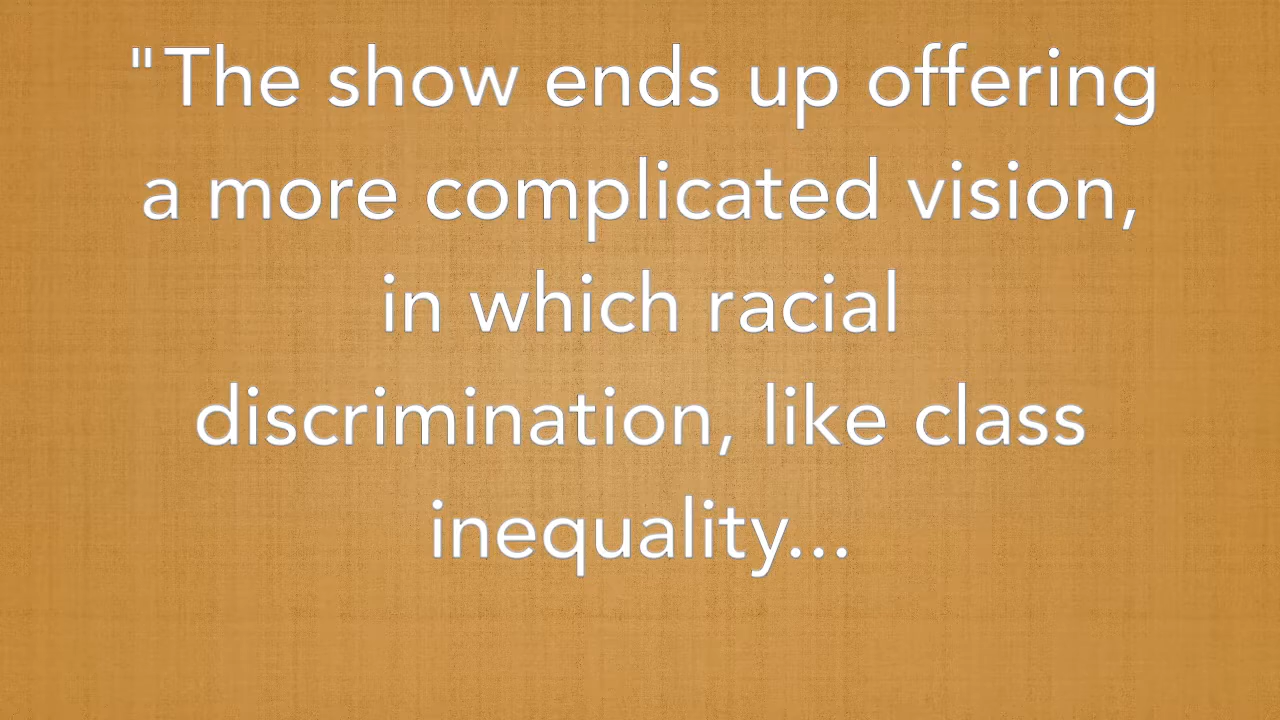 "The show ends up offering
a more complicated vision,
in which racial
discrimination, like class
inequality...